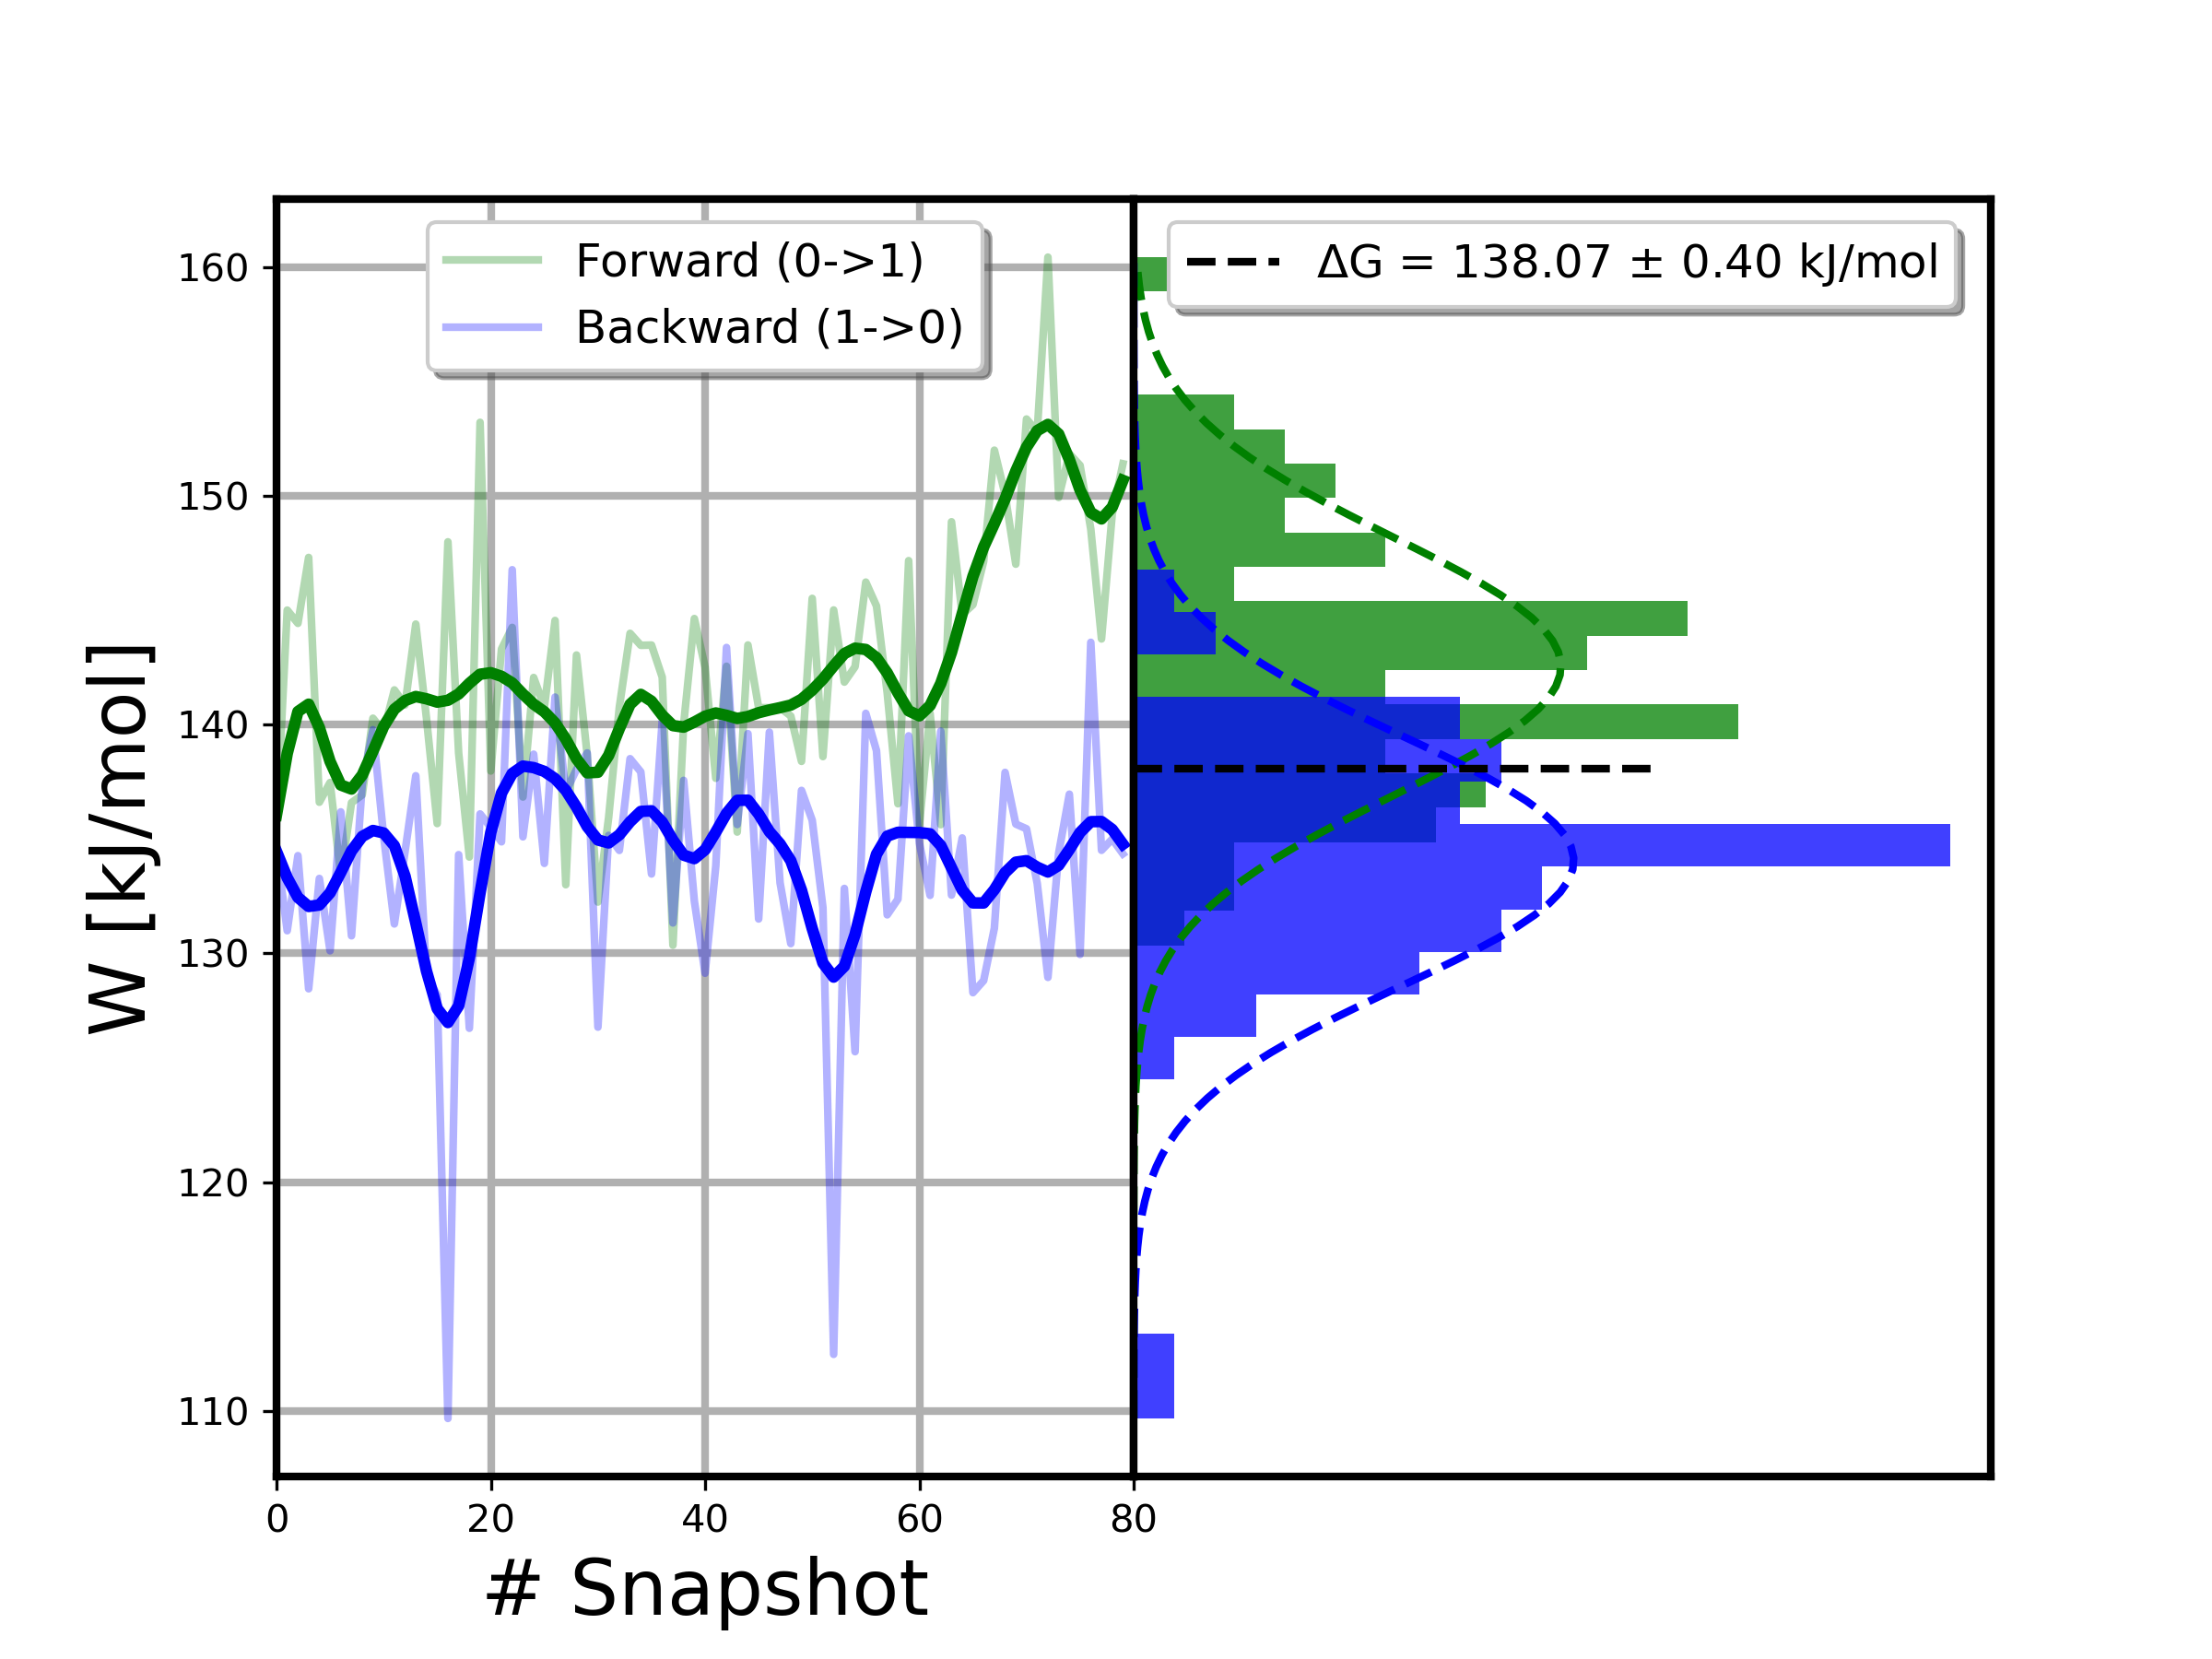 Forward (0->1)
Backward (1->0)
ΔG = 138.07 ± 0.40 kJ/mol
W [kJ/mol]
160
150
140
130
120
110
0 20 40 60 80
# Snapshot